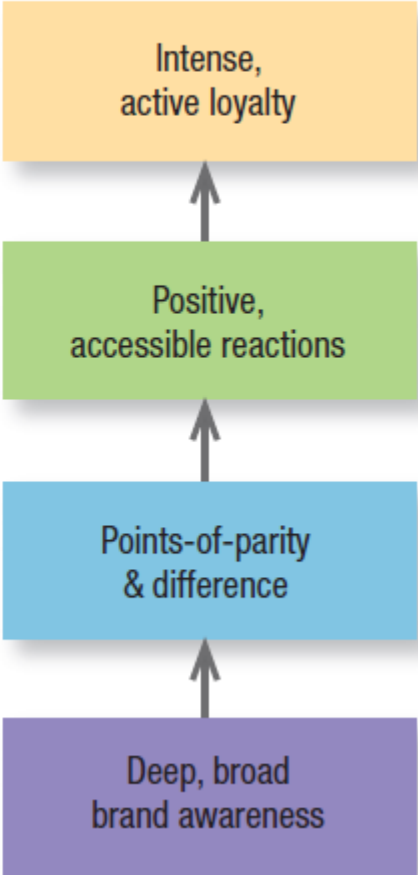 Intense,
active loyalty
Positive,
accessible reactions
Points-of-parity
& difference
Deep, broad
brand awareness